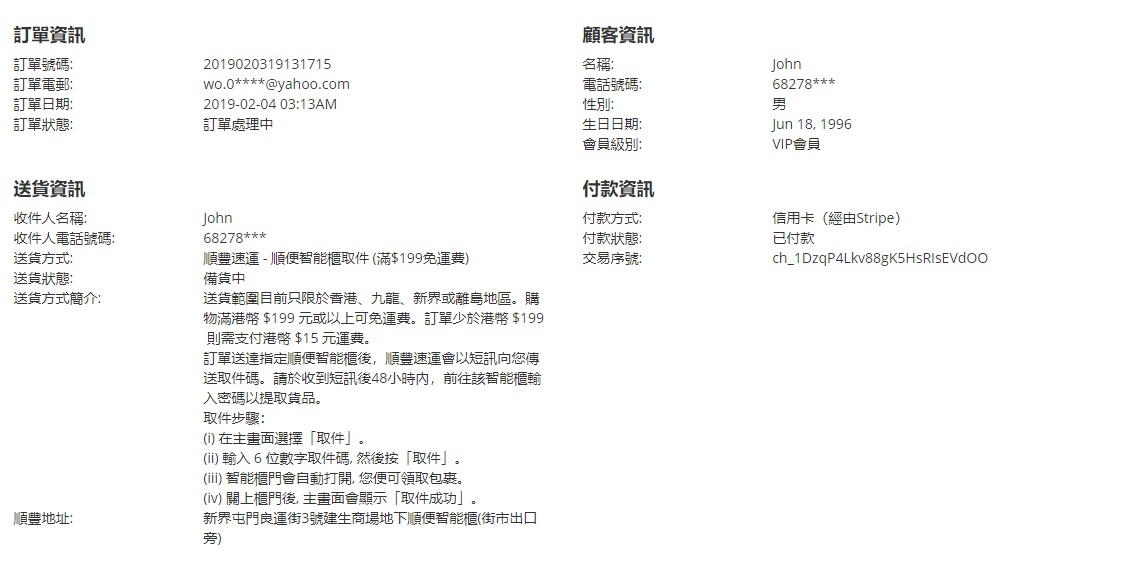 訂單資訊
訂單號碼: 2019020319131715
訂單電郵: wo.0****@yahoo.com
訂單日期: 2019-02-04 03:13AM
訂單狀態: 訂單處理中
顧客資訊
名稱: John
電話號碼: 68278***
性別: 男
生日日期: Jun 18, 1996
會員級別: VIP會員
送貨資訊
收件人名稱: John
收件人電話號碼: 68278***
送貨方式: 順豐速運 - 順便智能櫃取件 (滿$199免運費)
送貨狀態: 備貨中
送貨方式簡介: 送貨範圍目前只限於香港、九龍、新界或離島地區。購
物滿港幣 $199 元或以上可免運費。訂單少於港幣 $199
則需支付港幣 $15 元運費。
訂單送達指定順便智能櫃後，順豐速運會以短訊向您傳
送取件碼。請於收到短訊後48小時內，前往該智能櫃輸
入密碼以提取貨品。
取件步驟：
(i) 在主畫面選擇「取件」。
(ii) 輸入 6 位數字取件碼, 然後按「取件」。
(iii) 智能櫃門會自動打開, 您便可領取包裹。
(iv) 關上櫃門後, 主畫面會顯示「取件成功」。
順豐地址: 新界屯門良運街3號建生商場地下順便智能櫃(街市出口
旁)
付款資訊
付款方式: 信用卡（經由Stripe）
付款狀態: 已付款
交易序號: ch_1DzqP4Lkv88gK5HsRIsEVdOO